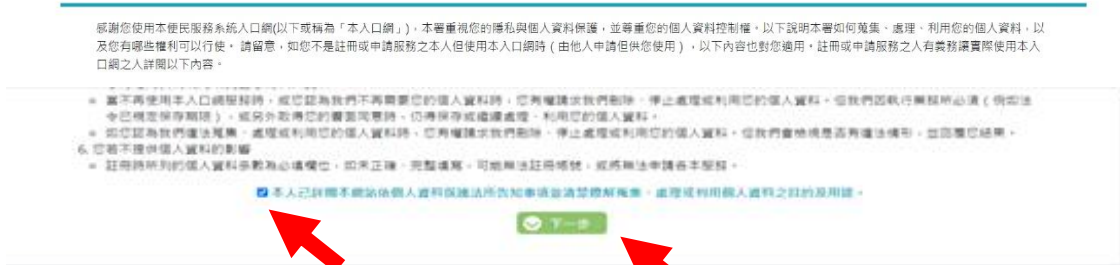 感謝您使用本便民服務系統入口網(以下或稱為「本入口網」)，本署重視您的隱私與個人資料保護，並尊重您的個人資料控制權。以下說明本署如何蒐集、處理、利用您的個人資料，以
及您有哪些權利可以行使。請留意，如您不是註冊或申請服務之本人但使用本入口網時（由他人申請但供您使用），以下內容也對您適用。註冊或申請服務之人有義務讓實際使用本入
口網之人詳閱以下內容。
當不再使用本入口網服務時，或您認為我們不再需要您的個人資料時，您有權請求我們刪除、停止處理或利用您的個人資料。但我們因執行業務所必須（例如法
令已規定保存期限），或另外取得您的書面同意時，仍得保存或繼續處理、利用您的個人資料。
如您認為我們違法蒐集、處理或利用您的個人資料時，您有權請求我們刪除、停止處理或利用您的個人資料。但我們會檢視是否有違法情形，並回覆您結果。
6. 您若不提供個人資料的影響
註冊時所列的個人資料多數為必填欄位，如未正確、完整填寫，可能無法註冊帳號，或將無法申請各本服務。
本人已詳閱本網站依個人資料保護法所告知事項並清楚瞭解蒐集、處理或利用個人資料之目的及用途。
下一步